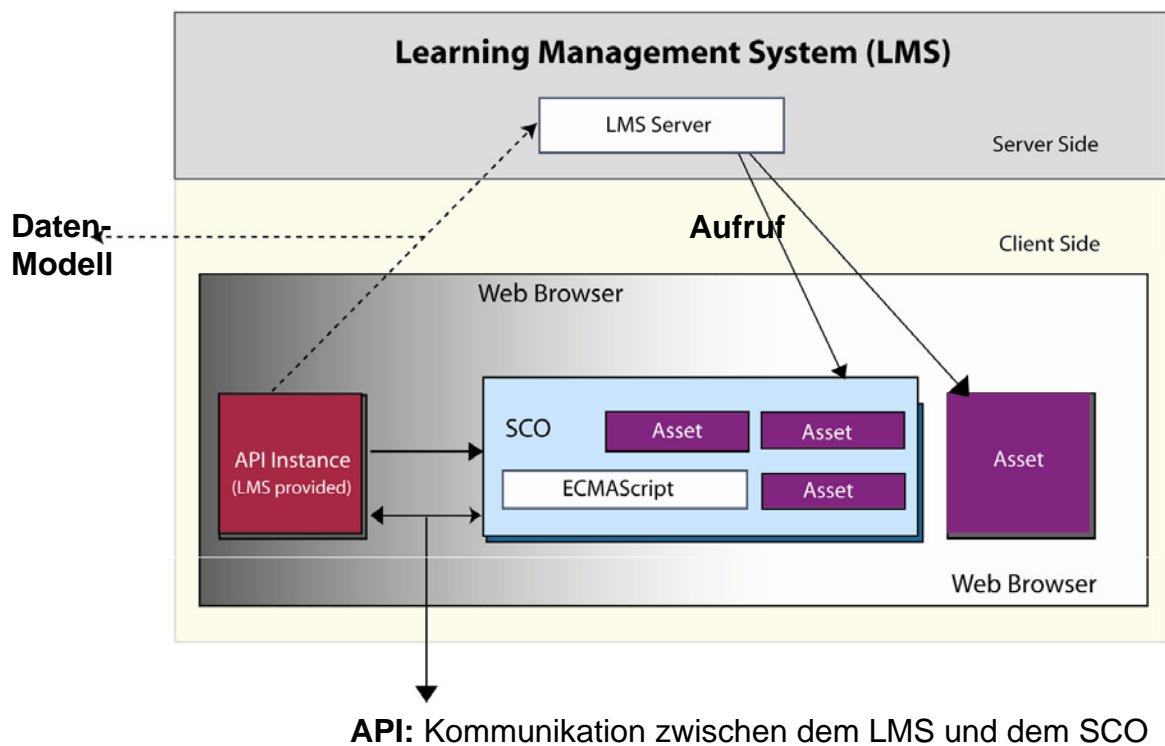 Learning Management System (LMS)
LMS Server
Server Side
Daten-
Modell
Aufruf
Client Side
Web Browser
SCO
Asset
Asset
API Instance
(LMS provided)
ECMAScript
Asset
Asset
Web Browser
API: Kommunikation zwischen dem LMS und dem SCO